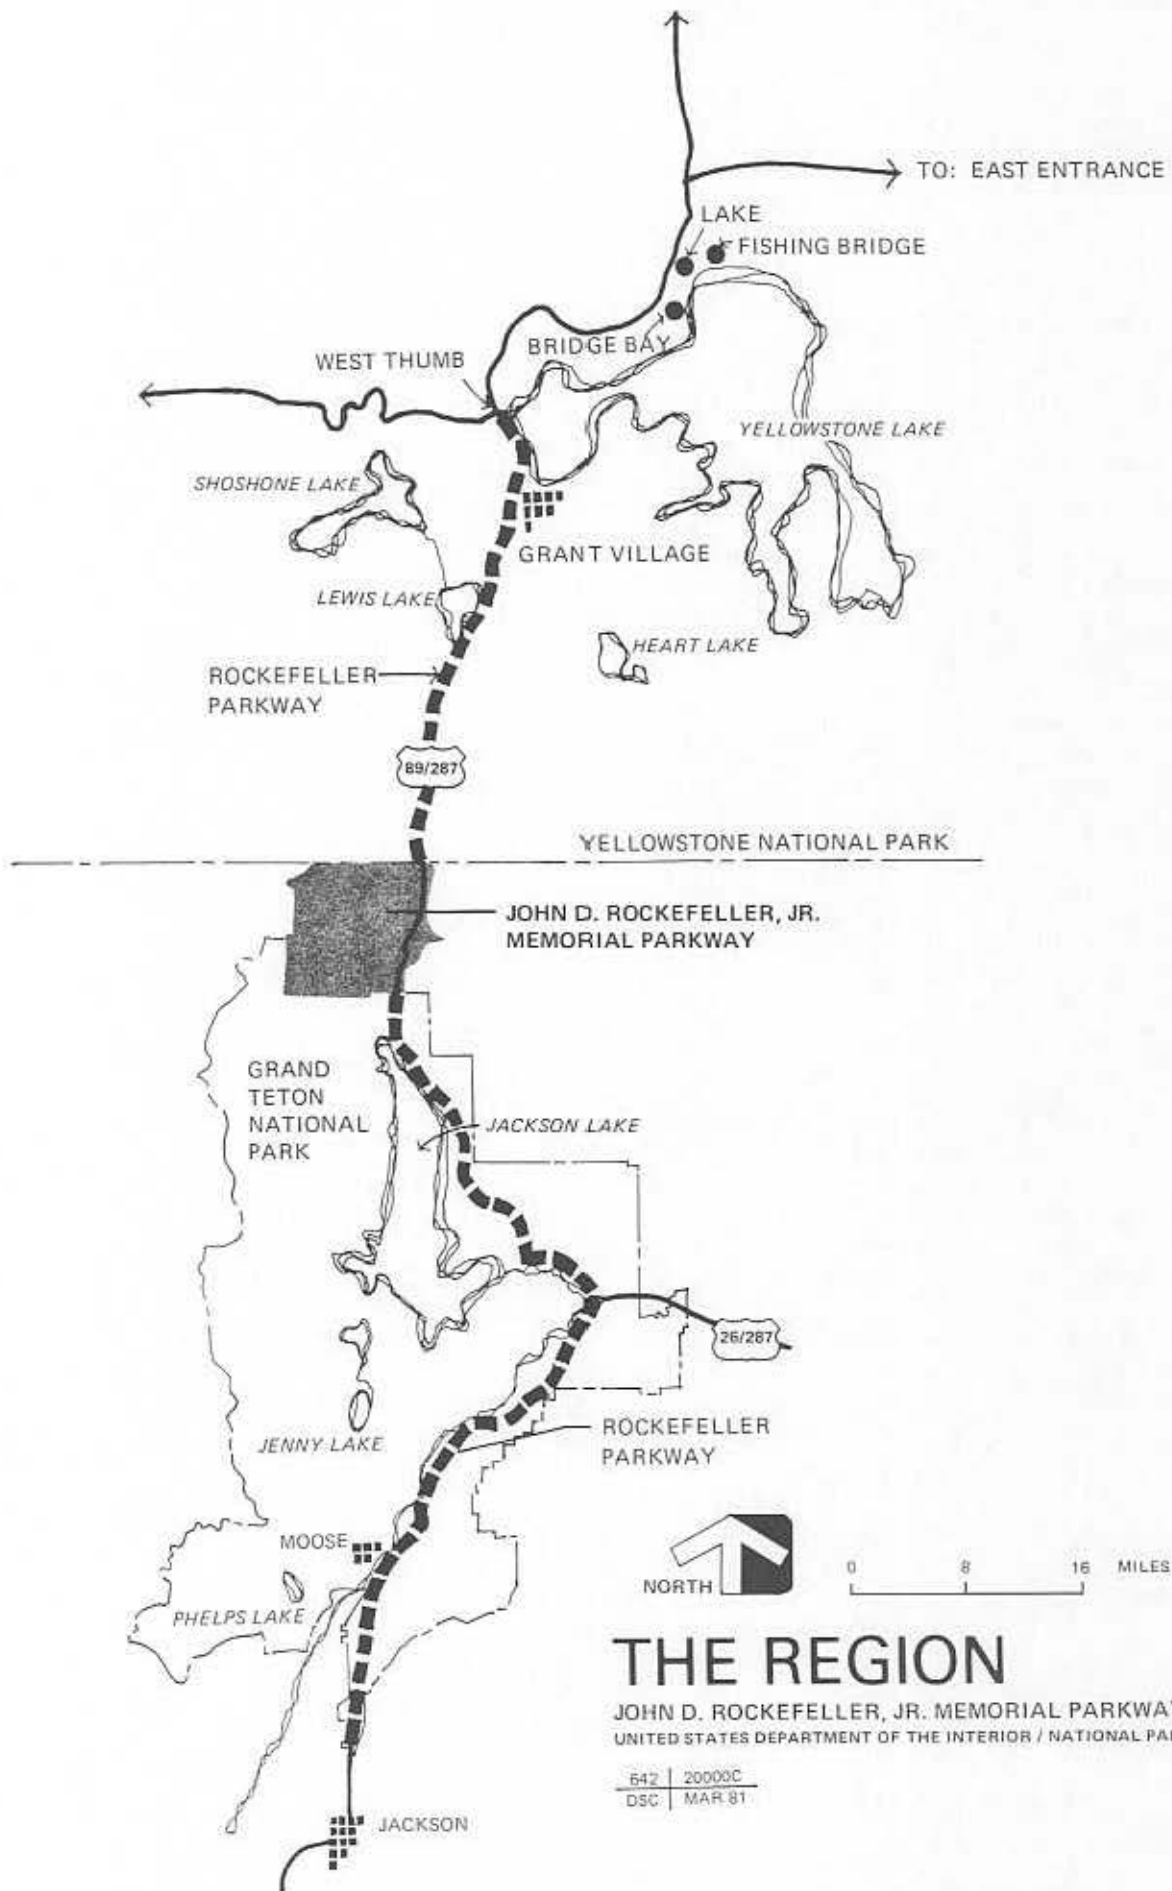 TO: EAST ENTRANCE
LAKE
FISHING BRIDGE
BRIDGE BAY
WEST THUMB
YELLOWSTONE LAKE
SHOSHONE LAKE
GRANT VILLAGE
LEWIS LAKE
HEART LAKE
ROCKEFELLER
PARKWAY
89/287
YELLOWSTONE NATIONAL PARK
JOHN D. ROCKEFELLER, JR.
MEMORIAL PARKWAY
GRAND
TETON
NATIONAL
PARK
JACKSON LAKE
26/287
ROCKEFELLER
PARKWAY
JENNY LAKE
MOOSE
PHELPS LAKE
NORTH
0 8 16 MILES
THE REGION
JOHN D. ROCKEFELLER, JR. MEMORIAL PARKWA
UNITED STATES DEPARTMENT OF THE INTERIOR / NATIONAL PA
642 20000C
DSC MAR 81
JACKSON